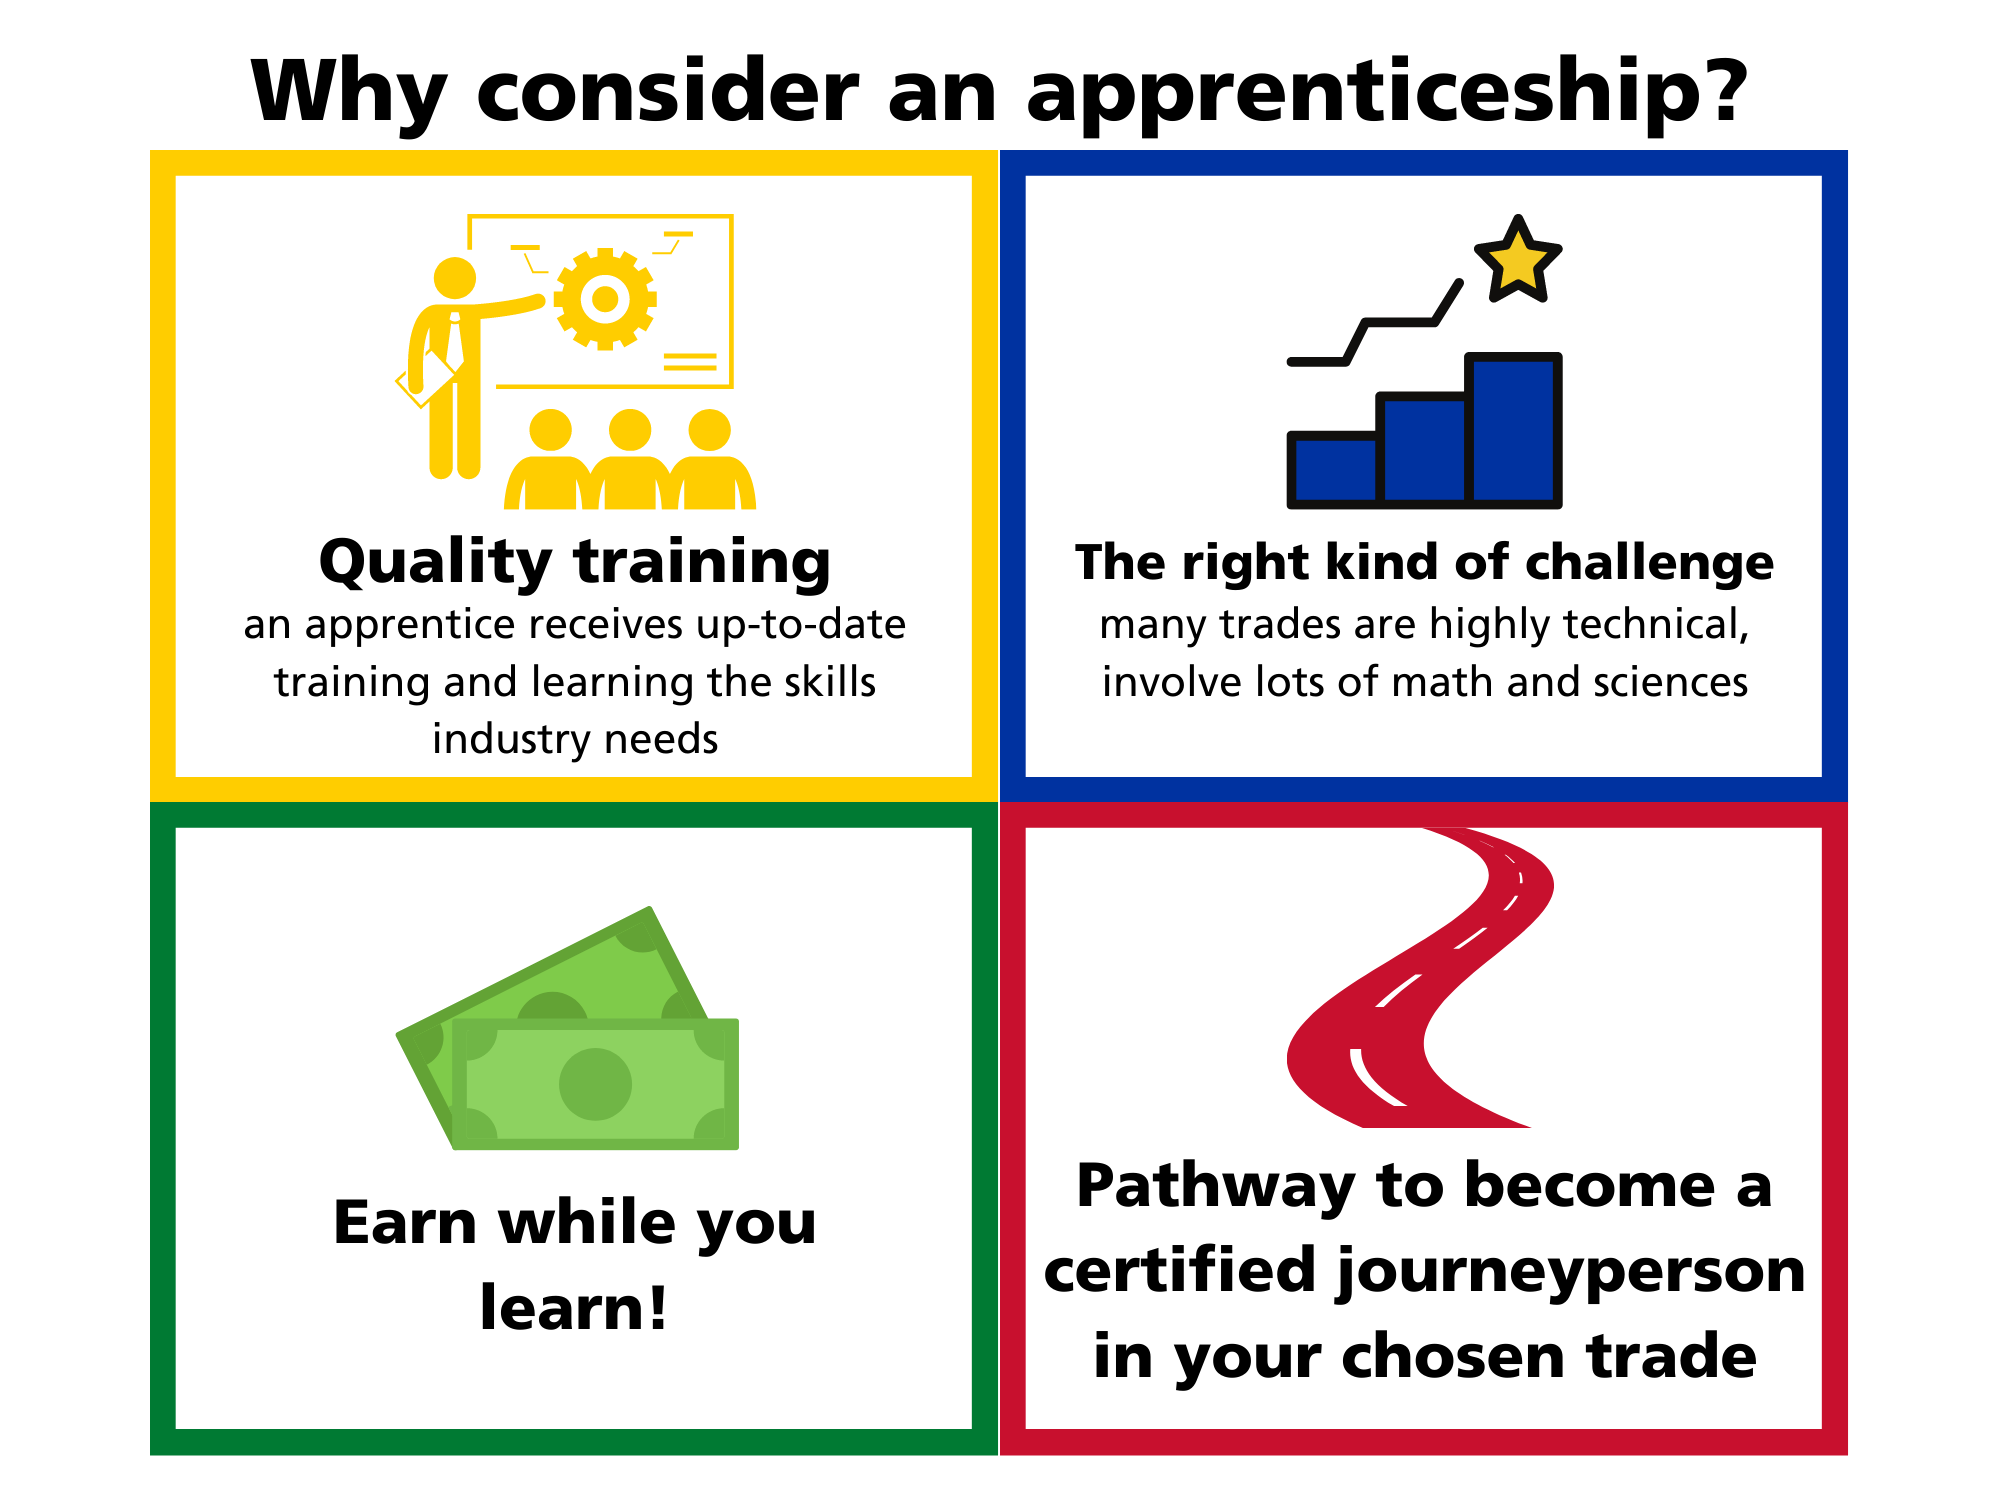 Why consider an apprenticeship?
Quality training
an apprentice receives up-to-date
training and learning the skills
industry needs
The right kind of challenge
many trades are highly technical,
involve lots of math and sciences
Earn while you
learn!
Pathway to become a
certified journeyperson
in your chosen trade